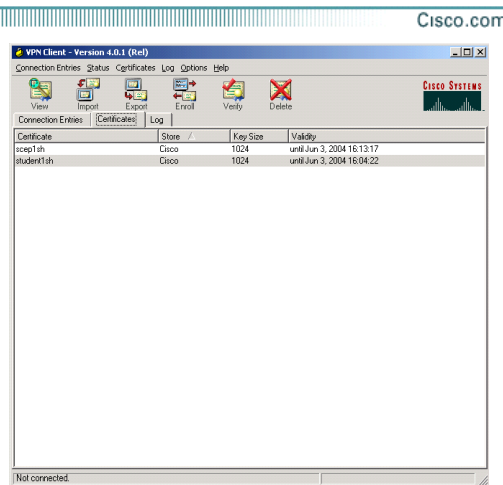 Cisco.com
VPN Client - Version 4.0.1 (Rel)
Connection Entries Status Certificates Log Options Help
View Import Export Enroll Verify Delete
CISCO SYSTEMS
Connection Entries Certificates Log
Certificate Store Key Size Validity
scep1sh Cisco 1024 until Jun 3, 2004 16:13:17
student1sh Cisco 1024 until Jun 3, 2004 16:04:22
Not connected.